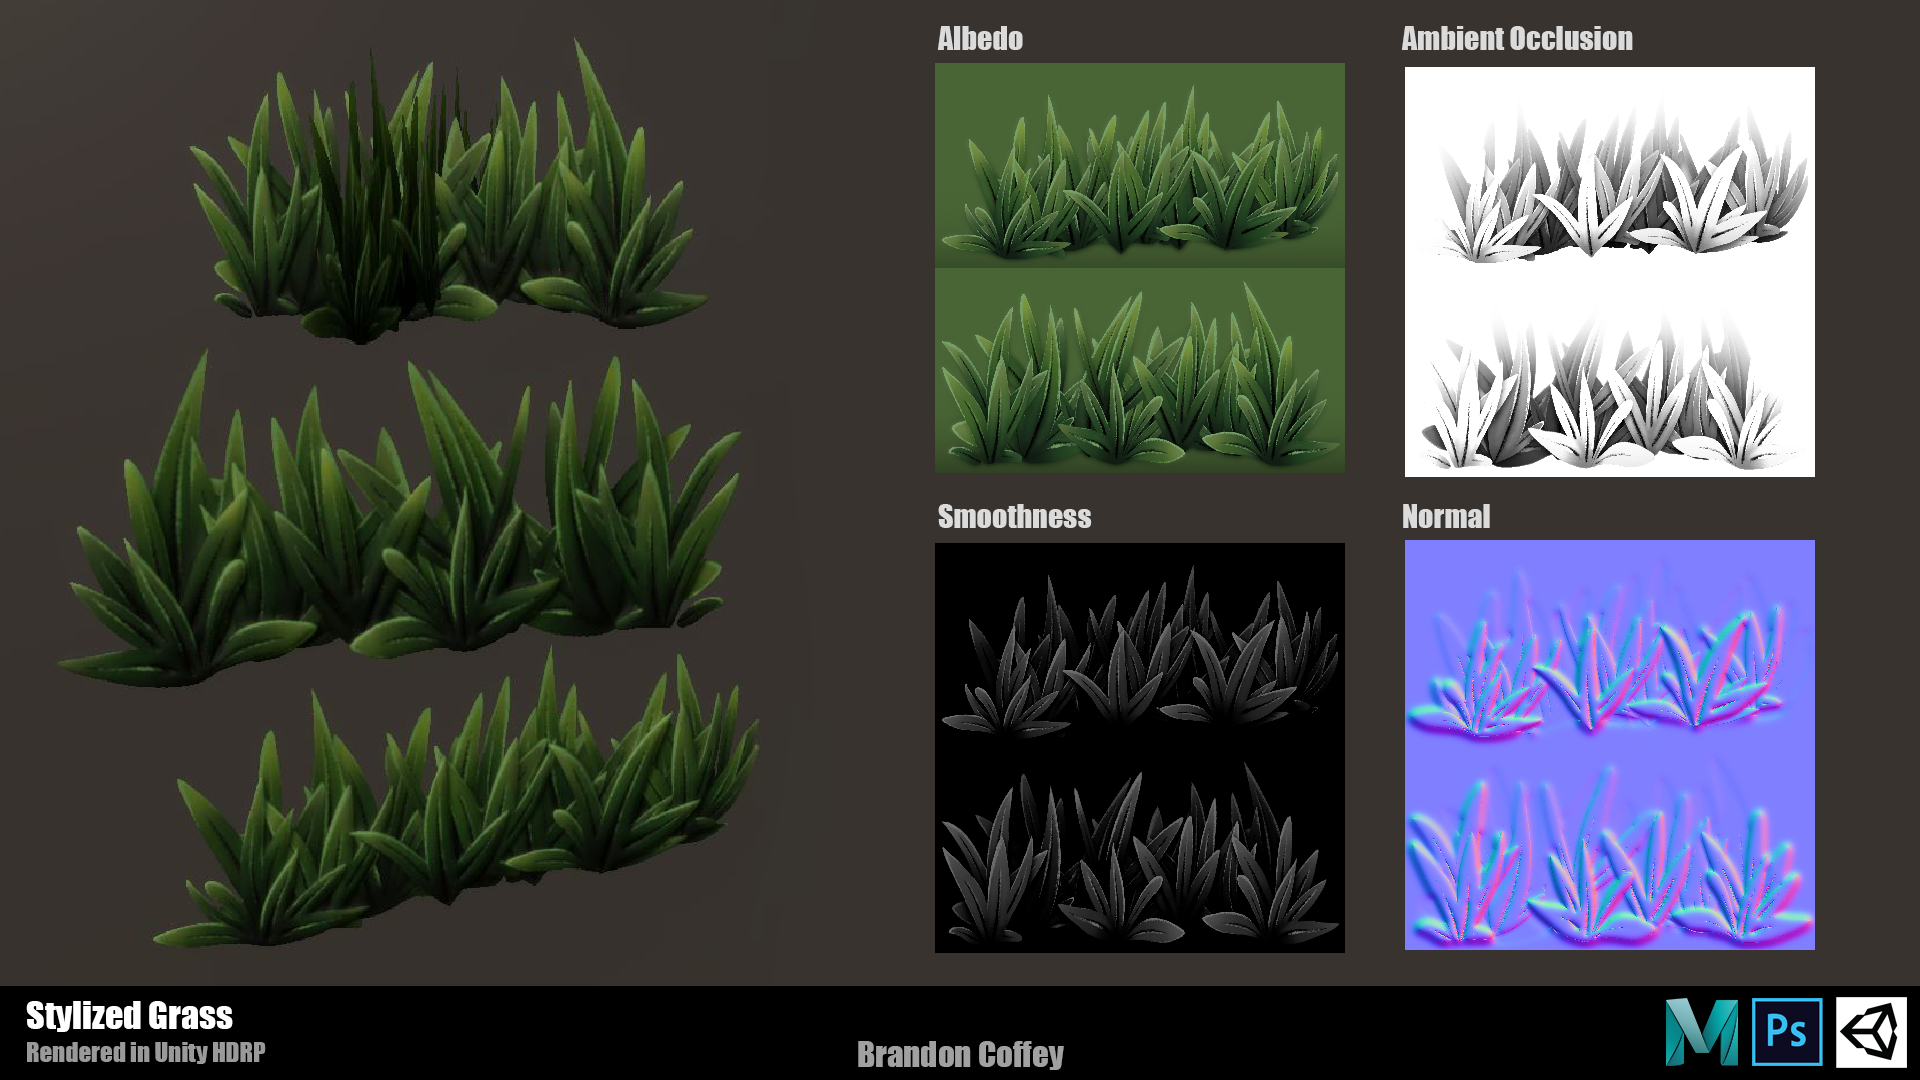 Albedo
Ambient Occlusion
Smoothness
Normal
Stylized Grass
Rendered in Unity HDRP
Brandon Coffey
Ps